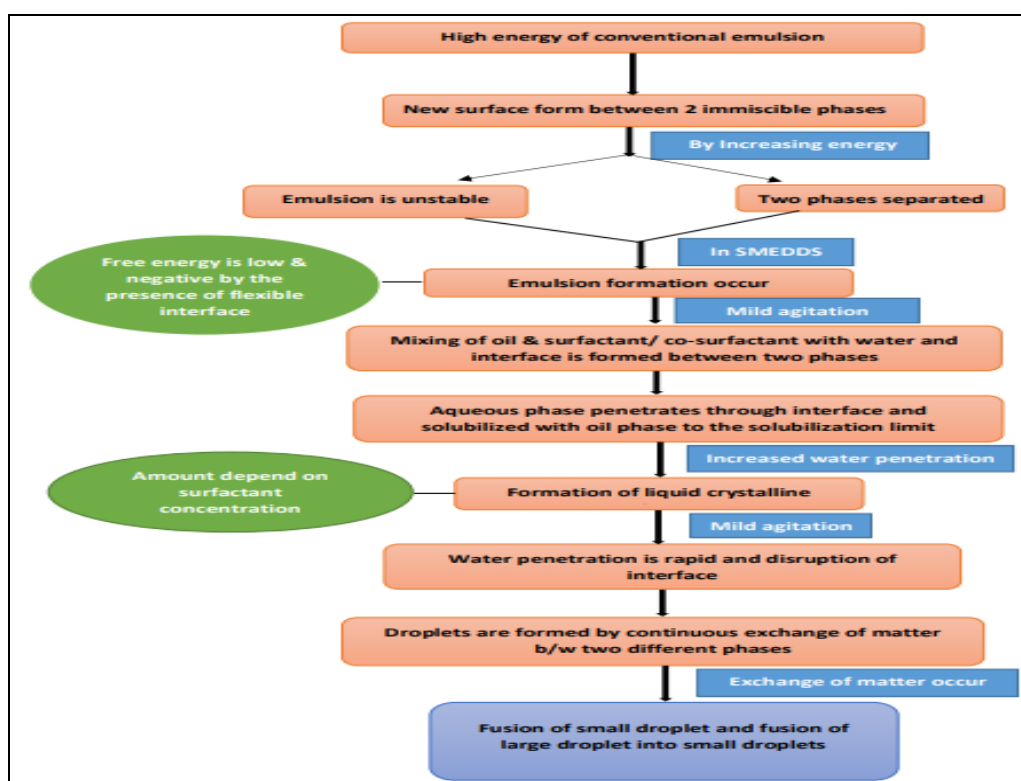 High energy of conventional emulsion
New surface form between 2 immiscible phases
By Increasing energy
Emulsion is unstable
Two phases separated
In SMEDDS
Free energy is low &
negative by the
presence of flexible
interface
Emulsion formation occur
Mild agitation
Mixing of oil & surfactant/ co-surfactant with water and
interface is formed between two phases
Aqueous phase penetrates through interface and
solubilized with oil phase to the solubilization limit
Increased water penetration
Amount depend on
surfactant
concentration
Formation of liquid crystalline
Mild agitation
Water penetration is rapid and disruption of
interface
Droplets are formed by continuous exchange of matter
b/w two different phases
Exchange of matter occur
Fusion of small droplet and fusion of
large droplet into small droplets